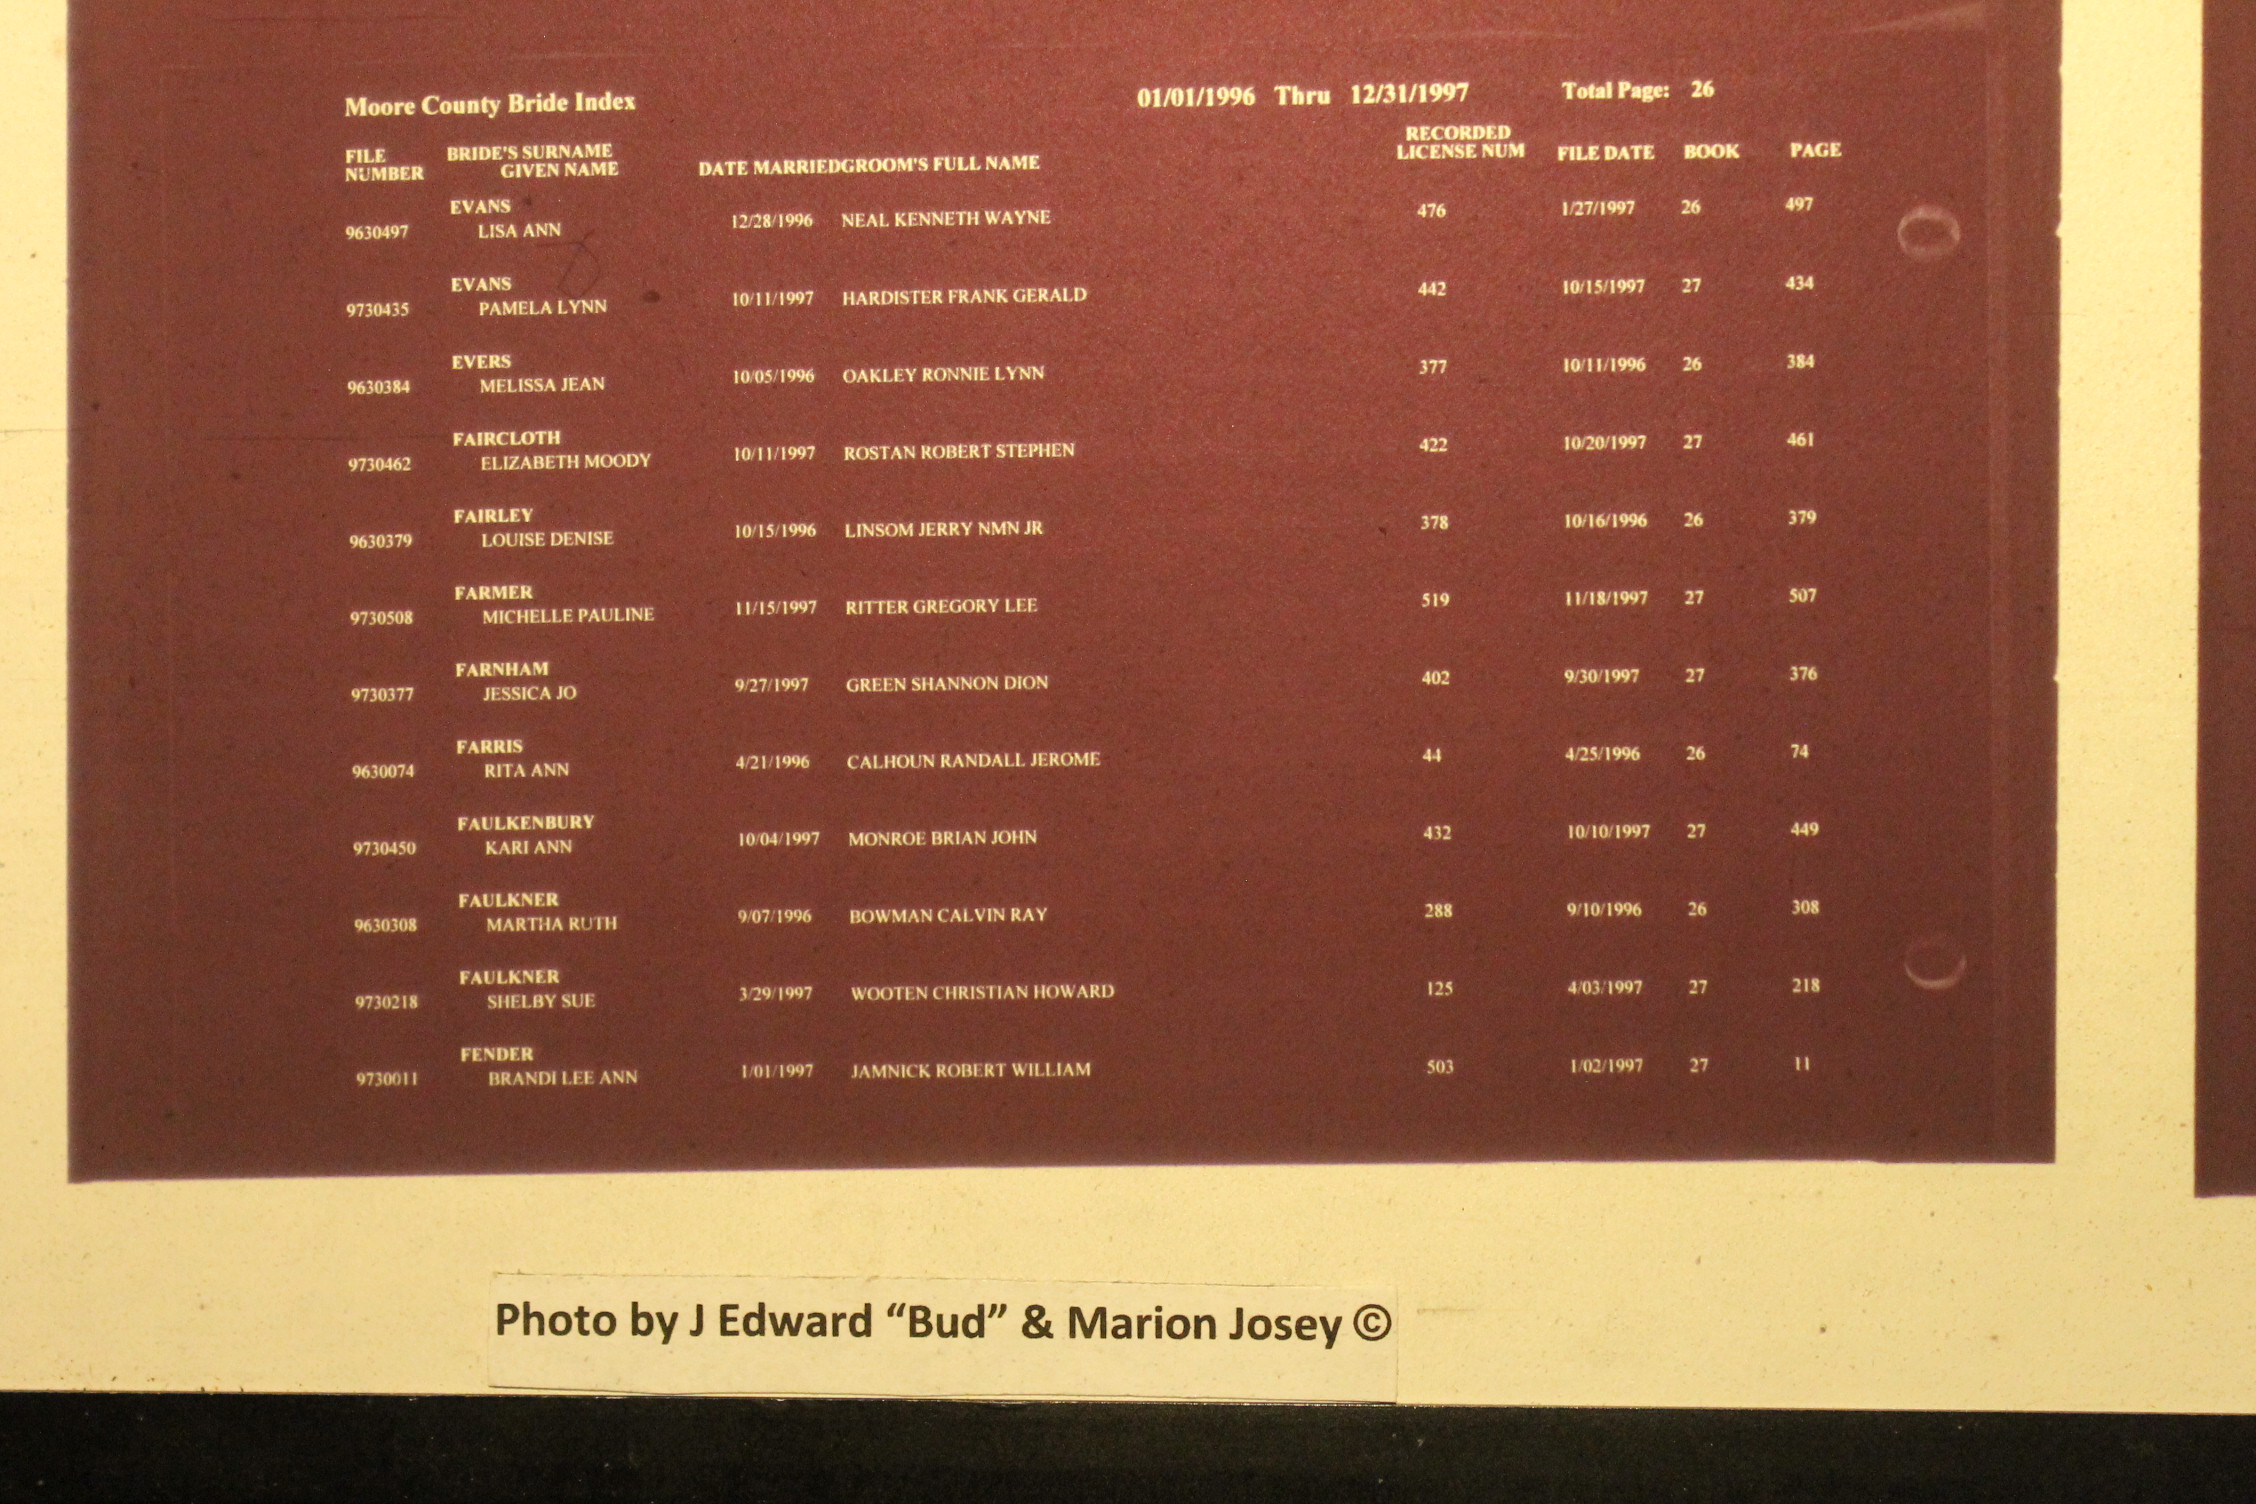 Moore County Bride Index 01/01/1996 Thru 12/31/1997 Total Page: 26
FILE NUMBER BRIDE'S SURNAME GIVEN NAME DATE MARRIED GROOM'S FULL NAME RECORDED LICENSE NUM FILE DATE BOOK PAGE
EVANS
9630497 LISA ANN 12/28/1996 NEAL KENNETH WAYNE 476 1/27/1997 26 497
EVANS
9730435 PAMELA LYNN 10/11/1997 HARDISTER FRANK GERALD 442 10/15/1997 27 434
EVERS
9630384 MELISSA JEAN 10/05/1996 OAKLEY RONNIE LYNN 377 10/11/1996 26 384
FAIRCLOTH
9730462 ELIZABETH MOODY 10/11/1997 ROSTAN ROBERT STEPHEN 422 10/20/1997 27 461
FAIRLEY
9630379 LOUISE DENISE 10/15/1996 LINSOM JERRY NMN JR 378 10/16/1996 26 379
FARMER
9730508 MICHELLE PAULINE 11/15/1997 RITTER GREGORY LEE 519 11/18/1997 27 507
FARNHAM
9730377 JESSICA JO 9/27/1997 GREEN SHANNON DION 402 9/30/1997 27 376
FARRIS
9630074 RITA ANN 4/21/1996 CALHOUN RANDALL JEROME 44 4/25/1996 26 74
FAULKENBURY
9730450 KARI ANN 10/04/1997 MONROE BRIAN JOHN 432 10/10/1997 27 449
FAULKNER
9630308 MARTHA RUTH 9/07/1996 BOWMAN CALVIN RAY 288 9/10/1996 26 308
FAULKNER
9730218 SHELBY SUE 3/29/1997 WOOTEN CHRISTIAN HOWARD 125 4/03/1997 27 218
FENDER
9730011 BRANDI LEE ANN 1/01/1997 JAMNICK ROBERT WILLIAM 503 1/02/1997 27 11
Photo by J Edward “Bud” & Marion Josey ©